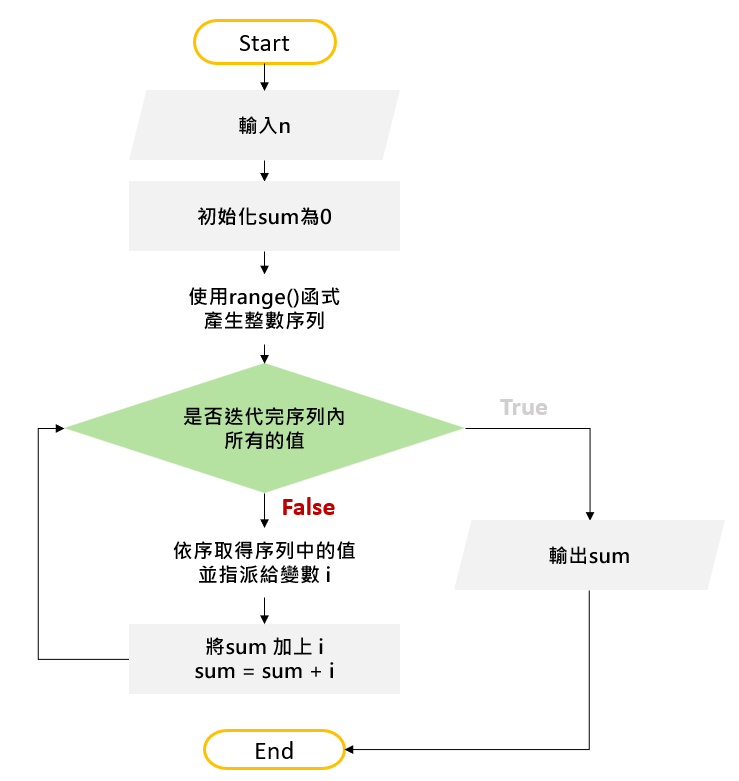 Start
輸入n
初始化sum為0
使用range()函式
產生整數序列
是否迭代完序列內
所有的值
True
False
依序取得序列中的值
並指派給變數 i
輸出sum
將sum 加上 i
sum = sum + i
End